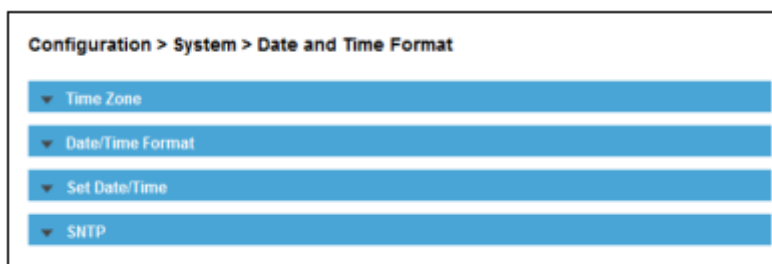 Configuration > System > Date and Time Format
Time Zone
Date/Time Format
Set Date/Time
SNTP